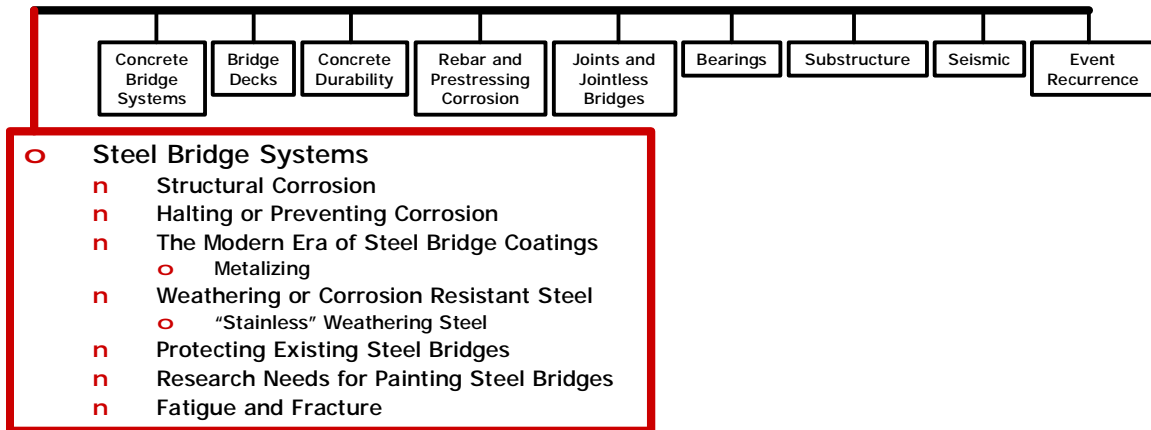 Concrete
Bridge
Systems
Bridge
Decks
Concrete
Durability
Rebar and
Prestressing
Corrosion
Joints and
Jointless
Bridges
Bearings
Substructure
Seismic
Event
Recurrence
o Steel Bridge Systems
n Structural Corrosion
n Halting or Preventing Corrosion
n The Modern Era of Steel Bridge Coatings
o Metalizing
n Weathering or Corrosion Resistant Steel
o “Stainless” Weathering Steel
n Protecting Existing Steel Bridges
n Research Needs for Painting Steel Bridges
n Fatigue and Fracture